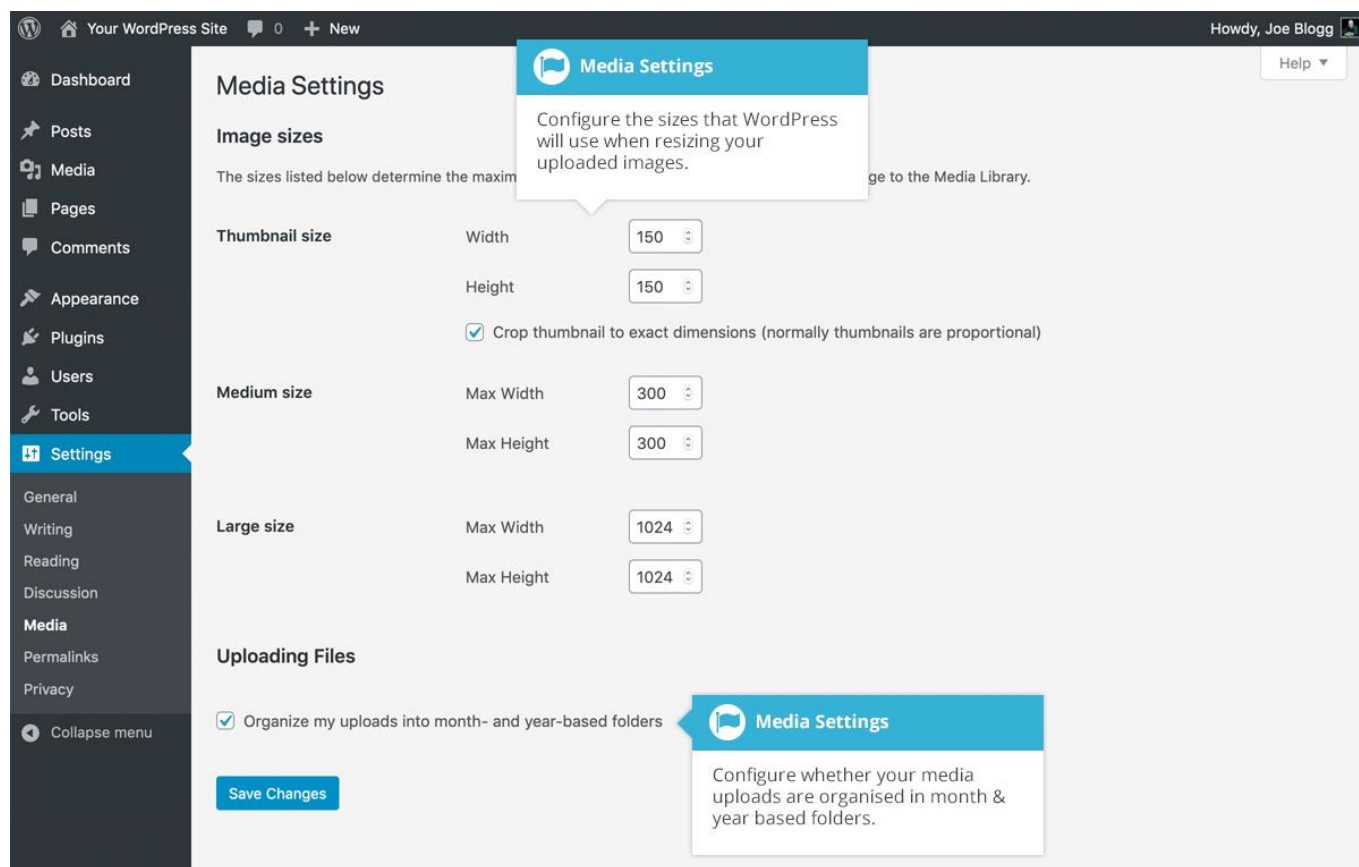 Your WordPress Site 0 + New Howdy, Joe Blogg
Help ▼
Dashboard
Posts
Media
Pages
Comments
Appearance
Plugins
Users
Tools
Settings
General
Writing
Reading
Discussion
Media
Permalinks
Privacy
Collapse menu
Media Settings
Media Settings
Configure the sizes that WordPress
will use when resizing your
uploaded images.
Image sizes
The sizes listed below determine the maxim
ge to the Media Library.
Thumbnail size Width 150
Height 150
Crop thumbnail to exact dimensions (normally thumbnails are proportional)
Medium size Max Width 300
Max Height 300
Large size Max Width 1024
Max Height 1024
Uploading Files
Organize my uploads into month- and year-based folders
Media Settings
Configure whether your media
uploads are organised in month &
year based folders.
Save Changes